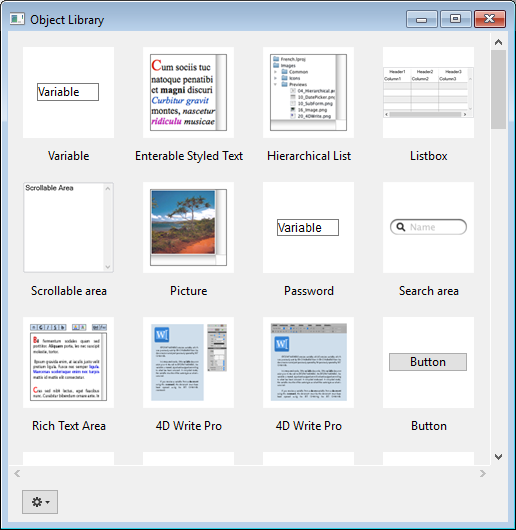 Object Library
Variable
Cum sociis tuc
natoque penatibi
et magni discuri
Curbitur gravit
montes, nascetur
ridiculu musicae
French.lproj
Images
Common
Icons
Previews
04_Hierarchical.png
10_DatePicker.png
10_SubForm.png
16_Image.png
20_4DWrite.png
Header1 Header2 Header3
Column1 Column2 Column3
Variable
Enterable Styled Text
Hierarchical List
Listbox
Scrollable Area
Variable
Name
Scrollable area
Picture
Password
Search area
W
W
Button
Rich Text Area
4D Write Pro
4D Write Pro
Button